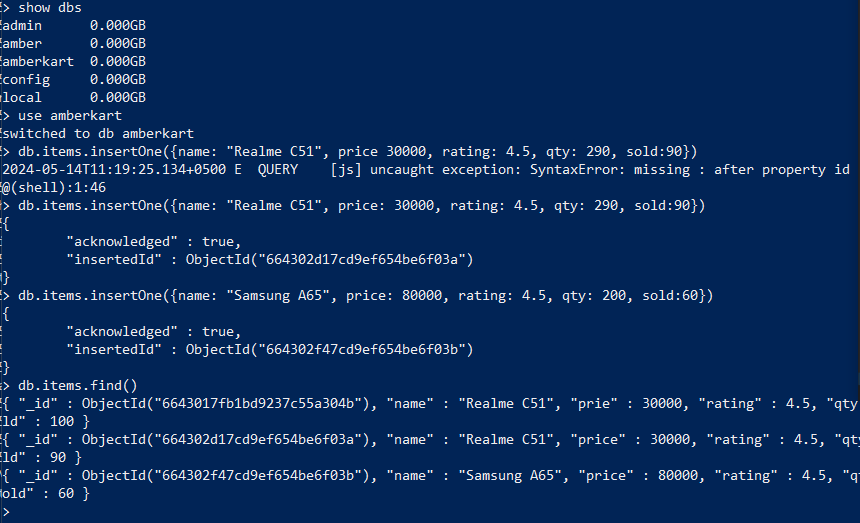 > show dbs
admin      0.000GB
amber      0.000GB
amberkart  0.000GB
config     0.000GB
local      0.000GB
> use amberkart
switched to db amberkart
> db.items.insertOne({name: "Realme C51", price 30000, rating: 4.5, qty: 290, sold:90})
2024-05-14T11:19:25.134+0500 E  QUERY    [js] uncaught exception: SyntaxError: missing : after property id
@(shell):1:46
> db.items.insertOne({name: "Realme C51", price: 30000, rating: 4.5, qty: 290, sold:90})
{
        "acknowledged" : true,
        "insertedId" : ObjectId("664302d17cd9ef654be6f03a")
}
> db.items.insertOne({name: "Samsung A65", price: 80000, rating: 4.5, qty: 200, sold:60})
{
        "acknowledged" : true,
        "insertedId" : ObjectId("664302f47cd9ef654be6f03b")
}
> db.items.find()
{ "_id" : ObjectId("6643017fb1bd9237c55a304b"), "name" : "Realme C51", "prie" : 30000, "rating" : 4.5, "qty
ld" : 100 }
{ "_id" : ObjectId("664302d17cd9ef654be6f03a"), "name" : "Realme C51", "price" : 30000, "rating" : 4.5, "qty
ld" : 90 }
{ "_id" : ObjectId("664302f47cd9ef654be6f03b"), "name" : "Samsung A65", "price" : 80000, "rating" : 4.5, "qt
old" : 60 }
>